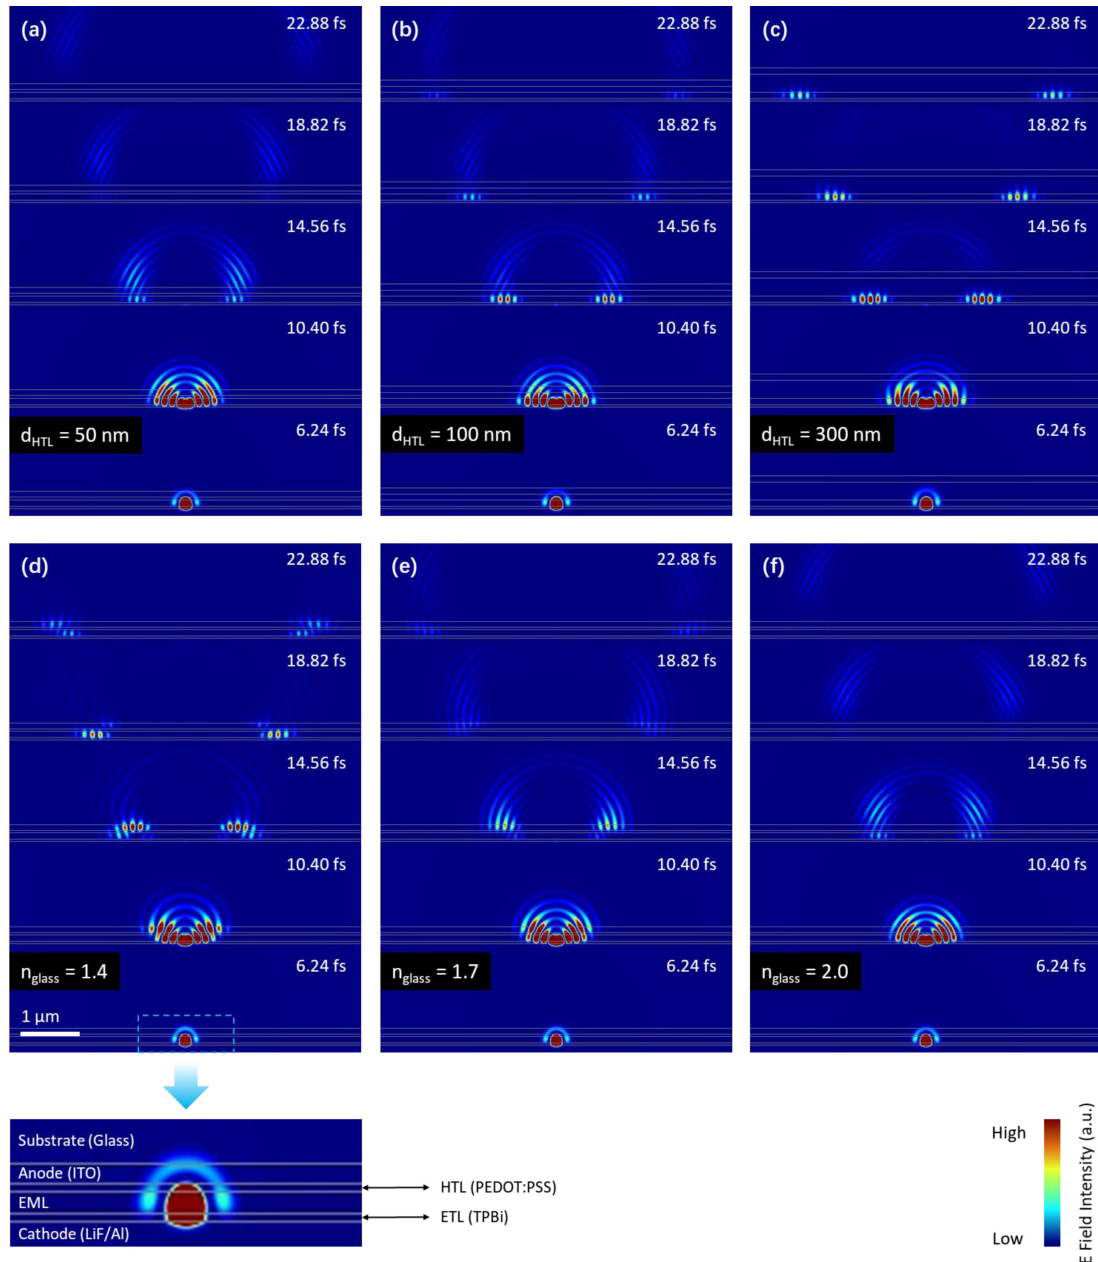 (a)
22.88 fs
18.82 fs
14.56 fs
10.40 fs
d_HTL = 50 nm
6.24 fs
(b)
22.88 fs
18.82 fs
14.56 fs
10.40 fs
d_HTL = 100 nm
6.24 fs
(c)
22.88 fs
18.82 fs
14.56 fs
10.40 fs
d_HTL = 300 nm
6.24 fs
(d)
22.88 fs
18.82 fs
14.56 fs
10.40 fs
n_glass = 1.4
6.24 fs
1 μm
(e)
22.88 fs
18.82 fs
14.56 fs
10.40 fs
n_glass = 1.7
6.24 fs
(f)
22.88 fs
18.82 fs
14.56 fs
10.40 fs
n_glass = 2.0
6.24 fs
Substrate (Glass)
Anode (ITO)
HTL (PEDOT:PSS)
EML
ETL (TPBi)
Cathode (LiF/Al)
High
Low
E Field Intensity (a.u.)